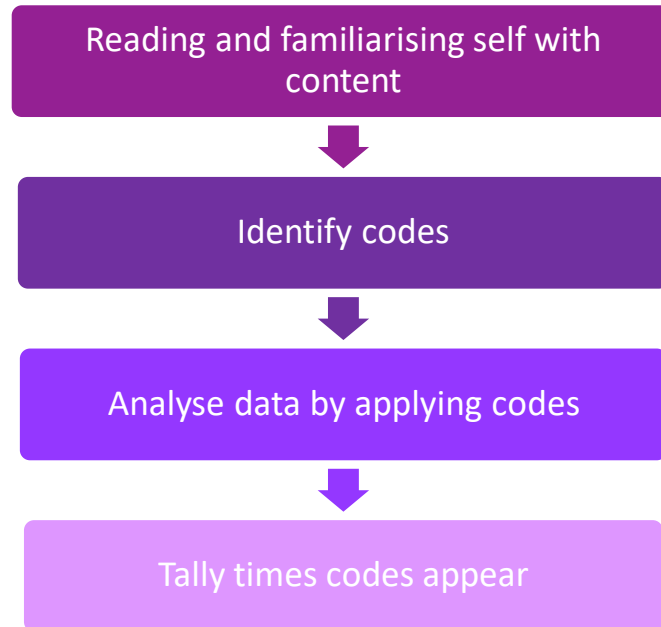 Reading and familiarising self with
content
Identify codes
Analyse data by applying codes
Tally times codes appear